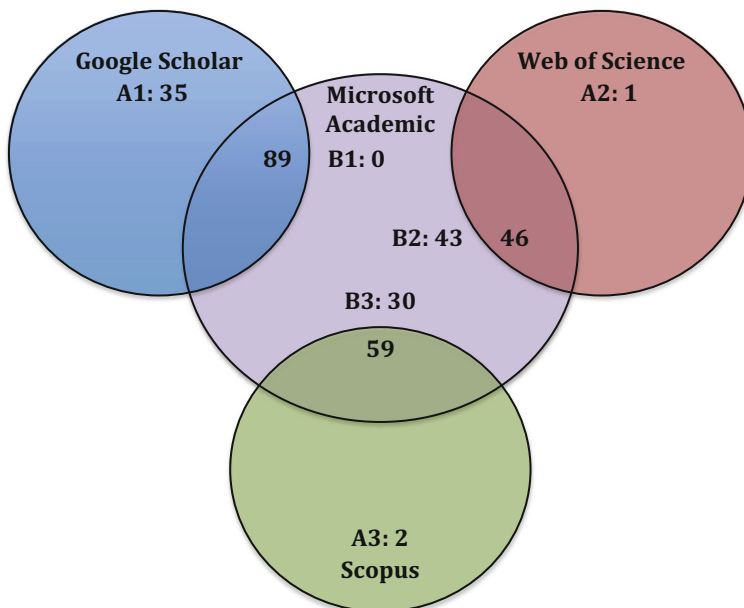 Google Scholar
A1: 35
Web of Science
A2: 1
Microsoft
Academic
89
B1: 0
B2: 43
46
B3: 30
59
A3: 2
Scopus